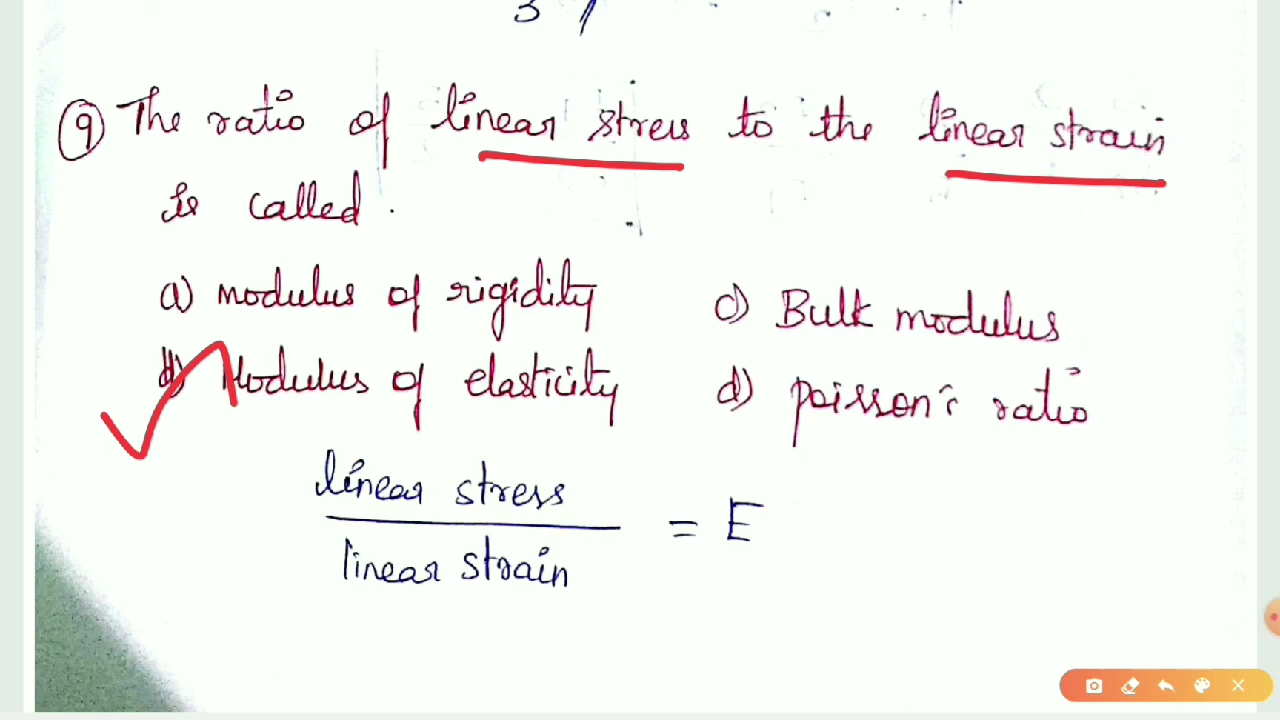 9 The ratio of linear stress to the linear strain
is called.
a) modulus of rigidity
b) Modulus of elasticity
c) Bulk modulus
d) poisson's ratio
linear stress
linear strain
= E